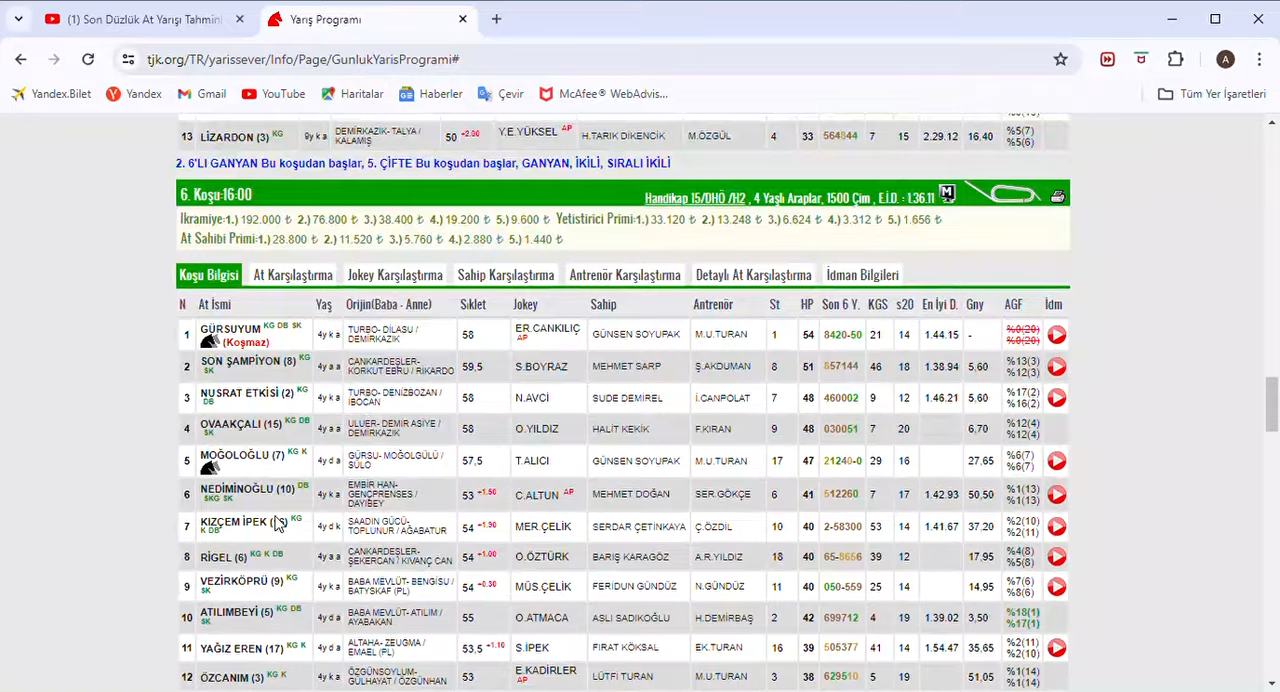 (1) Son Düzlük At Yarışı Tahmini
Yarış Programı
tjk.org/TR/yarissever/Info/Page/GunlukYarisProgrami#
A
Yandex.Bilet Yandex Gmail YouTube Haritalar Haberler Çevir McAfee® WebAdvis... Tüm Yer İşaretleri
13 LİZARDON (3) KG 9y k a DEMİRKAZIK- TALYA / KALAMIŞ 50 +2.00 Y.E.YÜKSEL AP H.TARIK DİKENCİK M.ÖZGÜL 4 33 564844 7 15 2.29.12 16,40 %5(7) %5(6)
2. 6'LI GANYAN Bu koşudan başlar, 5. ÇİFTE Bu koşudan başlar, GANYAN, İKİLİ, SIRALI İKİLİ
6. Koşu:16:00 Handikap 15/DHÖ /H2 , 4 Yaşlı Araplar, 1500 Çim , E.İ.D. : 1.36.11
İkramiye:1.) 192.000 ₺ 2.) 76.800 ₺ 3.) 38.400 ₺ 4.) 19.200 ₺ 5.) 9.600 ₺ Yetistirici Primi:1.) 33.120 ₺ 2.) 13.248 ₺ 3.) 6.624 ₺ 4.) 3.312 ₺ 5.) 1.656 ₺
At Sahibi Primi:1.) 28.800 ₺ 2.) 11.520 ₺ 3.) 5.760 ₺ 4.) 2.880 ₺ 5.) 1.440 ₺
Koşu Bilgisi At Karşılaştırma Jokey Karşılaştırma Sahip Karşılaştırma Antrenör Karşılaştırma Detaylı At Karşılaştırma İdman Bilgileri
N At İsmi Yaş Orijin(Baba - Anne) Sıklet Jokey Sahip Antrenör St HP Son 6 Y. KGS s20 En İyi D. Gny AGF İdm
1 GÜRSUYUM KG DB SK (Koşmaz) 4y k a TURBO- DİLASU / DEMİRKAZIK 58 ER.CANKILIÇ AP GÜNSEN SOYUPAK M.U.TURAN 1 54 8420-50 21 14 1.44.15 - %0(20) %0(20)
2 SON ŞAMPİYON (8) KG SK 4y a a CANKARDEŞLER- KORKUT EBRU / RIKARDO 59,5 S.BOYRAZ MEHMET SARP Ş.AKDUMAN 8 51 857144 46 18 1.38.94 5,60 %13(3) %12(3)
3 NUSRAT ETKİSİ (2) KG DB 4y k a TURBO- DENİZBOZAN / İBOCAN 58 N.AVCİ SUDE DEMİREL İ.CANPOLAT 7 48 460002 9 12 1.46.21 5,60 %17(2) %16(2)
4 OVAAKÇALI (15) KG DB SK 4y k a ULUER- DEMİR ASİYE / DEMİRKAZIK 58 O.YILDIZ HALİT KEKİK F.KIRAN 9 48 030051 7 20 6,70 %12(4) %12(4)
5 MOĞOLOĞLU (7) KG K 4y d a GÜRSU- MOĞOLGÜLÜ / SULO 57,5 T.ALICI GÜNSEN SOYUPAK M.U.TURAN 17 47 21240-0 29 16 27,65 %6(7) %6(7)
6 NEDİMİNOĞLU (10) DB SKG SK 4y k a EMBİR HAN- GENÇPRENSES / DAYIBEY 53 +1.50 C.ALTUN AP MEHMET DOĞAN SER.GÖKÇE 6 41 512260 7 17 1.42.93 50,50 %1(13) %1(13)
7 KIZÇEM İPEK KG K DB 4y d k SAADIN GÜCÜ- TOPLUNUR / AĞABATUR 54 +1.90 MER.ÇELİK SERDAR ÇETİNKAYA Ç.ÖZDİL 10 40 2-58300 53 14 1.41.67 37,20 %2(10) %2(11)
8 RİGEL (6) KG K DB 4y a a CANKARDEŞLER- ŞEKERCAN / KIVANÇ CAN 54 +1.00 O.ÖZTÜRK BARIŞ KARAGÖZ A.R.YILDIZ 18 40 65-8656 39 12 17,95 %4(8) %5(8)
9 VEZİRKÖPRÜ (9) KG SK 4y k a BABA MEVLÜT- BENGİSU / BATYSKAF (PL) 54 +0.30 MÜS.ÇELİK FERİDUN GÜNDÜZ N.GÜNDÜZ 11 40 050-559 25 14 14,95 %7(6) %8(6)
10 ATILIMBEYİ (5) KG DB SK 4y d a BABA MEVLÜT- ATILIM / AYABAKAN 55 O.ATMACA ASLI SADIKOĞLU H.DEMİRBAŞ 2 42 699712 4 19 1.39.02 3,50 %18(1) %17(1)
11 YAĞIZ EREN (17) KG K 4y d a ALTAHA- ZEUGMA / EMAEL (PL) 53,5 +1.10 S.İPEK FIRAT KÖKSAL EK.TURAN 16 39 505377 41 14 1.54.47 35,65 %2(11) %2(10)
12 ÖZCANIM (3) KG K 4y k a ÖZGÜNSOYLUM- GÜLHAYAT / ÖZGÜNHAN 53 E.KADİRLER AP LÜTFİ TURAN M.U.TURAN 3 38 629510 5 19 51,05 %1(14) %1(14)